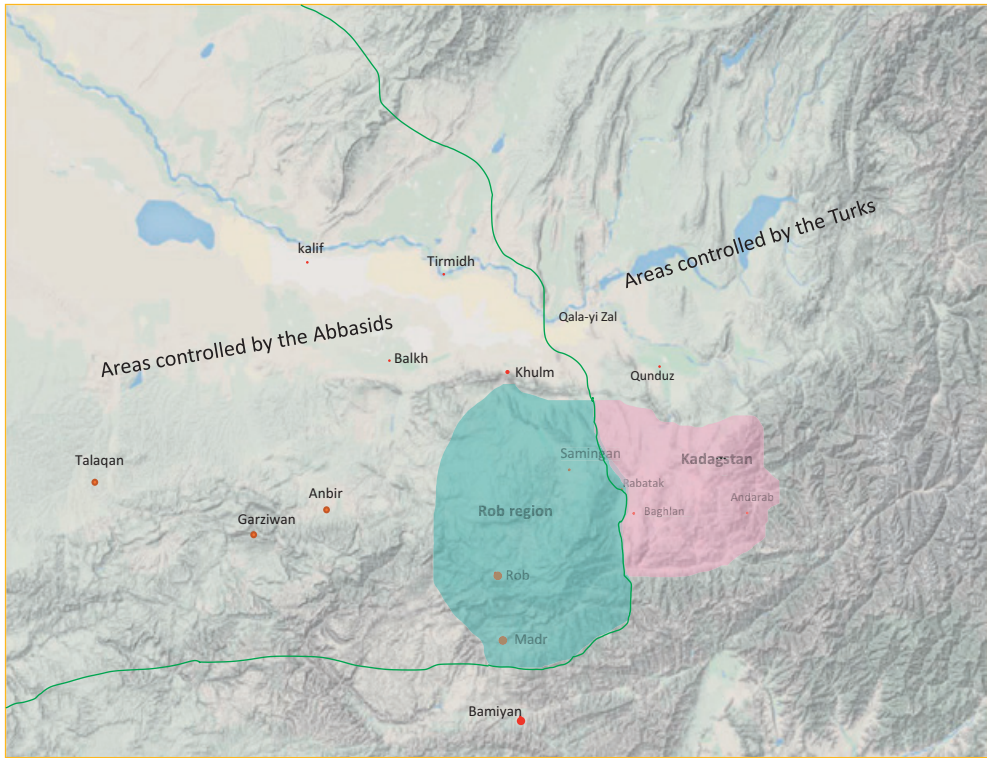 Areas controlled by the Turks
kalif
Tirmidh
Qala-yi Zal
Areas controlled by the Abbasids
Balkh
Khulm
Qunduz
Samingan
Kadagstan
Talaqan
Rabatak
Anbir
Andarab
Rob region
Baghlan
Garziwan
Rob
Madr
Bamiyan